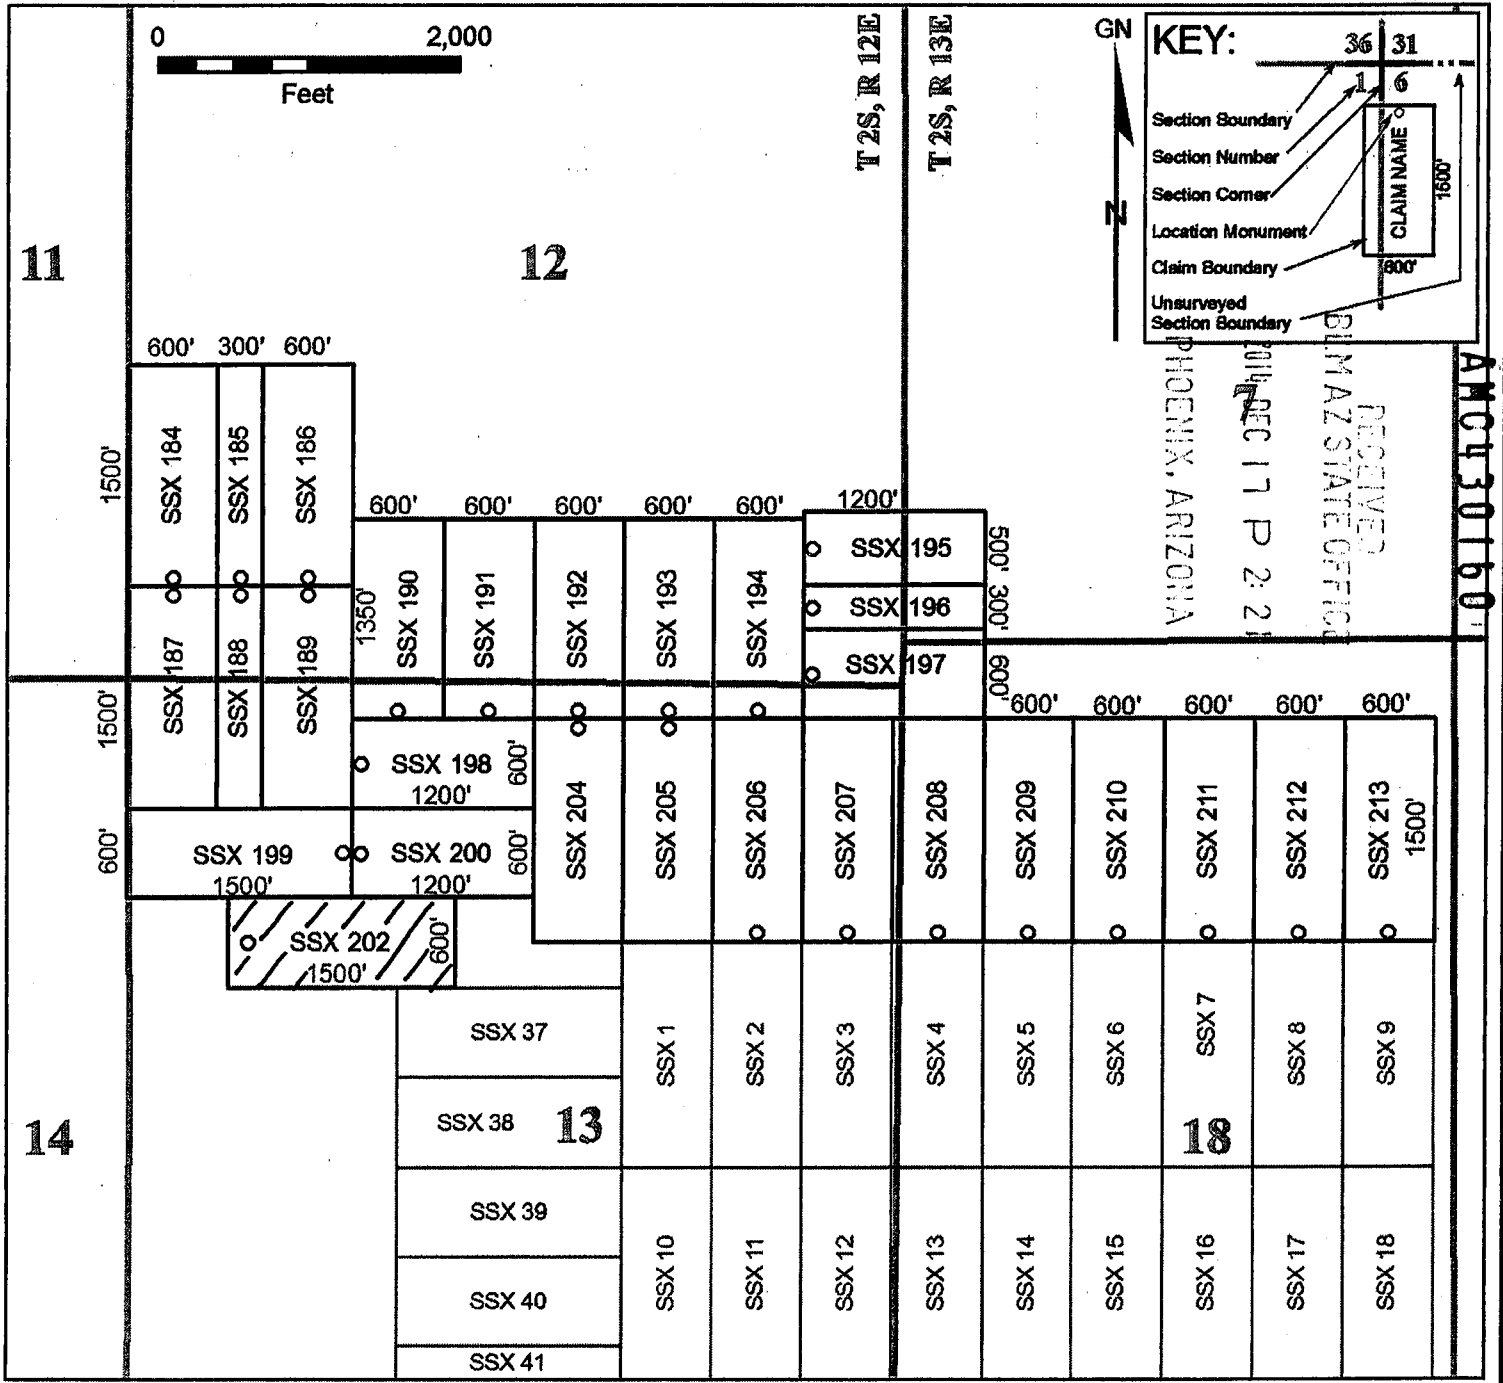 0 2,000
Feet
T 2S, R 12E
T 2S, R 13E
GN
N
KEY:
36 31
1 6
Section Boundary
Section Number
Section Corner
Location Monument
Claim Boundary
Unsurveyed
Section Boundary
CLAIM NAME
1500'
600'
11
12
7
RECEIVED
BLM AZ STATE OFFICE
2014 DEC 17 P 2:21
PHOENIX, ARIZONA
AMC430160
600' 300' 600'
1500'
SSX 184
SSX 185
SSX 186
600' 600' 600' 600' 600' 1200'
1350'
SSX 190
SSX 191
SSX 192
SSX 193
SSX 194
SSX 195
500'
SSX 196
300'
SSX 197
600'
1500'
SSX 187
SSX 188
SSX 189
600' 600' 600' 600' 600'
SSX 198
1200'
600'
SSX 204
SSX 205
SSX 206
SSX 207
SSX 208
SSX 209
SSX 210
SSX 211
SSX 212
SSX 213
1500'
600'
SSX 199
1500'
SSX 200
1200'
600'
SSX 202
1500'
600'
SSX 37
SSX 1
SSX 2
SSX 3
SSX 4
SSX 5
SSX 6
SSX 7
SSX 8
SSX 9
14
SSX 38
13
18
SSX 39
SSX 10
SSX 11
SSX 12
SSX 13
SSX 14
SSX 15
SSX 16
SSX 17
SSX 18
SSX 40
SSX 41